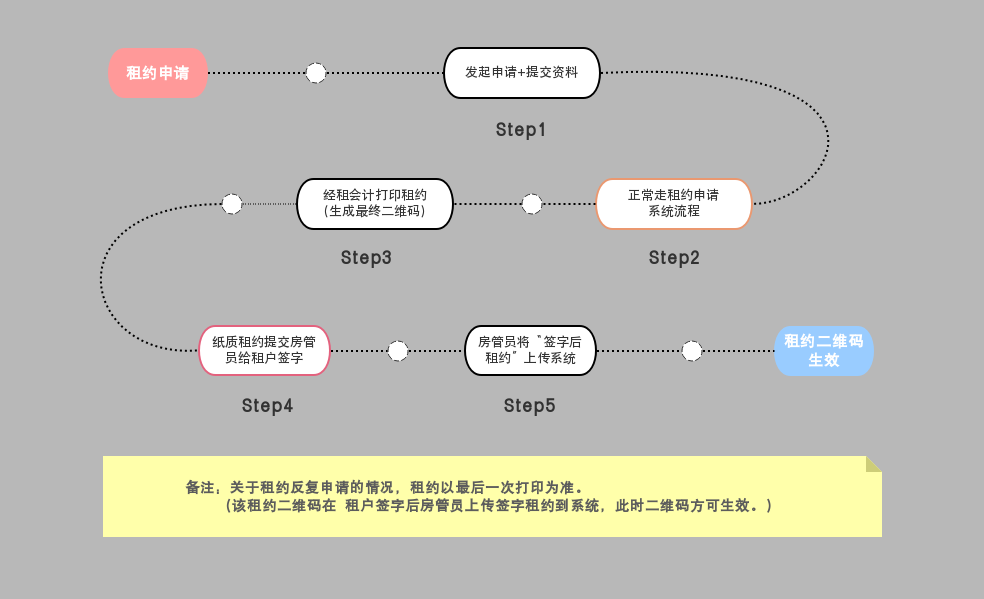 租约申请
发起申请+提交资料
Step1
正常走租约申请
系统流程
Step2
经租会计打印租约
(生成最终二维码)
Step3
纸质租约提交房管
员给租户签字
Step4
房管员将“签字后
租约”上传系统
Step5
租约二维码
生效
备注：关于租约反复申请的情况，租约以最后一次打印为准。
(该租约二维码在 租户签字后房管员上传签字租约到系统，此时二维码方可生效。)